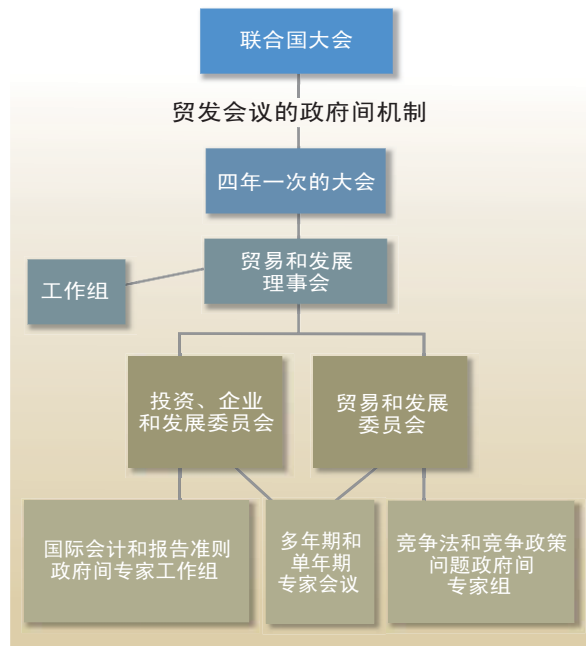 联合国大会
贸发会议的政府间机制
四年一次的大会
贸易和发展
理事会
工作组
投资、企业
和发展委员会
贸易和发展
委员会
国际会计和报告准则
政府间专家工作组
多年期和
单年期
专家会议
竞争法和竞争政策
问题政府间
专家组